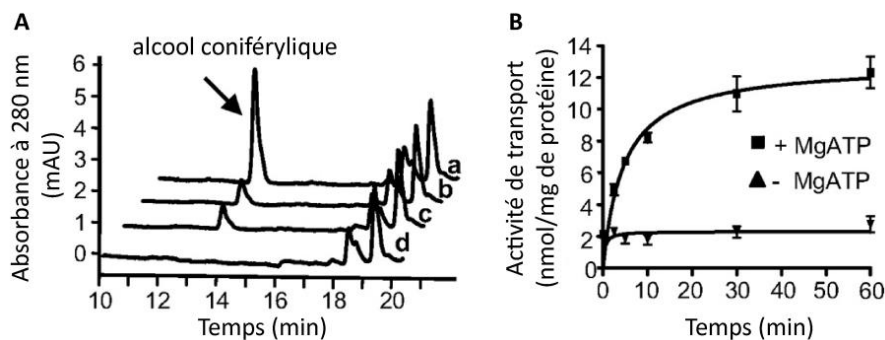 A
alcool coniférylique
Absorbance à 280 nm
(mAU)
6
5
4
3
2
1
0
a
b
c
d
10 12 14 16 18 20
Temps (min)
B
Activité de transport
(nmol/mg de protéine)
14
12
10
8
6
4
2
0
+ MgATP
- MgATP
0 10 20 30 40 50 60
Temps (min)